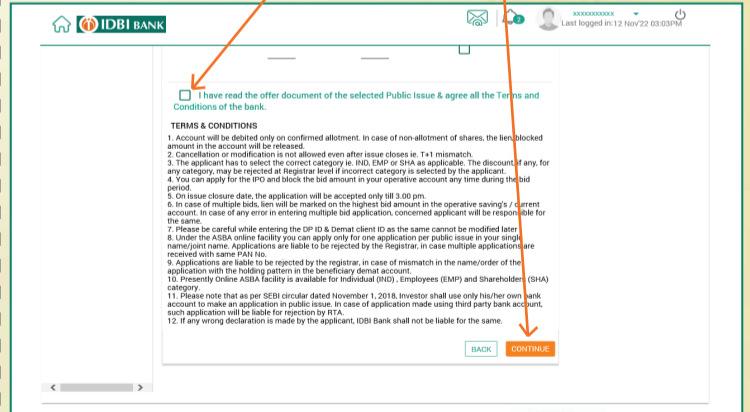 IDBI BANK
2
xxxxxxxxxxx
Last logged in:12 Nov'22 03:03PM
I have read the offer document of the selected Public Issue & agree all the Terms and
Conditions of the bank.
TERMS & CONDITIONS
1. Account will be debited only on confirmed allotment. In case of non-allotment of shares, the lien/blocked
amount in the account will be released.
2. Cancellation or modification is not allowed even after issue closes ie. T+1 mismatch.
3. The applicant has to select the correct category ie. IND, EMP or SHA as applicable. The discount, if any, for
any category, may be rejected at Registrar level if incorrect category is selected by the applicant.
4. You can apply for the IPO and block the bid amount in your operative account any time during the bid
period.
5. On issue closure date, the application will be accepted only till 3.00 pm.
6. In case of multiple bids, lien will be marked on the highest bid amount in the operative saving's / current
account. In case of any error in entering multiple bid application, concerned applicant will be responsible for
the same.
7. Please be careful while entering the DP ID & Demat client ID as the same cannot be modified later
8. Under the ASBA online facility you can apply only for one application per public issue in your single
name/joint name. Applications are liable to be rejected by the Registrar, in case multiple applications are
received with same PAN No.
9. Applications are liable to be rejected by the registrar, in case of mismatch in the name/order of the
application with the holding pattern in the beneficiary demat account.
10. Presently Online ASBA facility is available for Individual (IND) , Employees (EMP) and Shareholders (SHA)
category.
11. Please note that as per SEBI circular dated November 1, 2018, Investor shall use only his/her own bank
account to make an application in public issue. In case of application made using third party bank account,
such application will be liable for rejection by RTA.
12. If any wrong declaration is made by the applicant, IDBI Bank shall not be liable for the same.
BACK CONTINUE